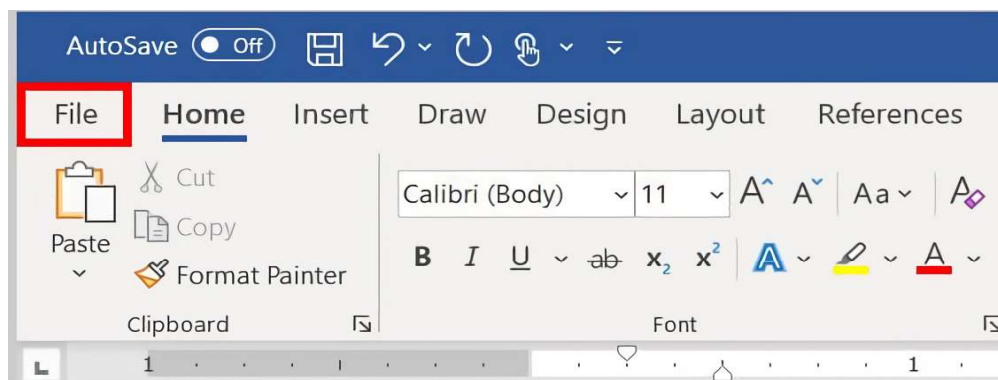 AutoSave Off
File Home Insert Draw Design Layout References
Cut
Calibri (Body) 11 A A Aa A
Copy
Paste
B I U ab x₂ x² A A
Format Painter
Clipboard Font
1 1